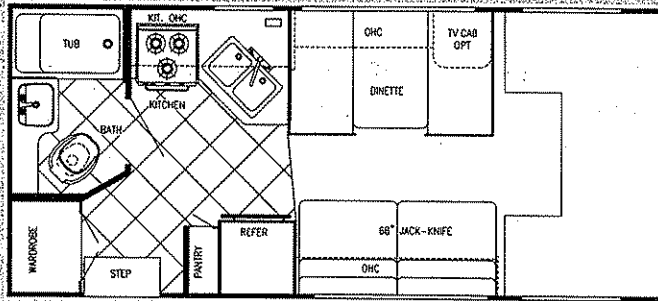 KIT. OHC
TUB
OHC
TV CAB
OPT
DINETTE
KITCHEN
BATH
WARDROBE
STEP
PANTRY
REFER
68" JACK-KNIFE
OHC